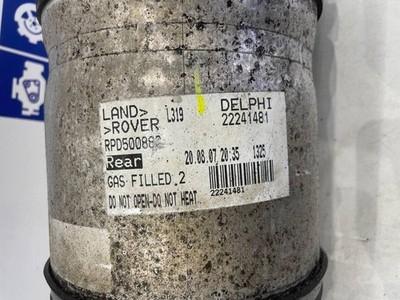 LAND> L319 DELPHI
>ROVER 22241481
RPD50088
Rear 20.08.07 20:35 1325
GAS FILLED.2
DO NOT OPEN-DO NOT HEAT
22241481